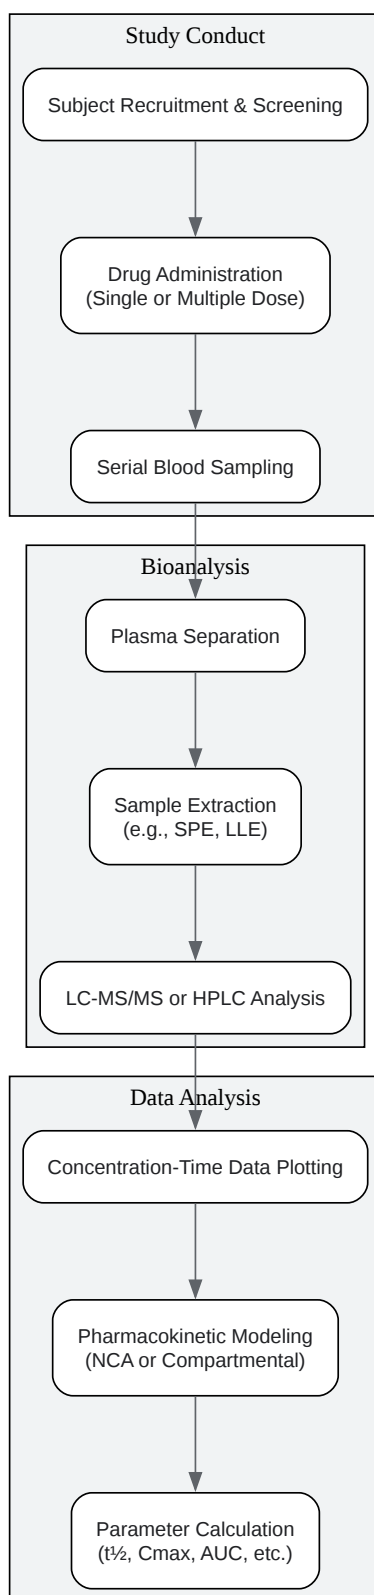 Study Conduct
Subject Recruitment & Screening
Drug Administration
(Single or Multiple Dose)
Serial Blood Sampling
Bioanalysis
Plasma Separation
Sample Extraction
(e.g., SPE, LLE)
LC-MS/MS or HPLC Analysis
Data Analysis
Concentration-Time Data Plotting
Pharmacokinetic Modeling
(NCA or Compartmental)
Parameter Calculation
(t½, Cmax, AUC, etc.)